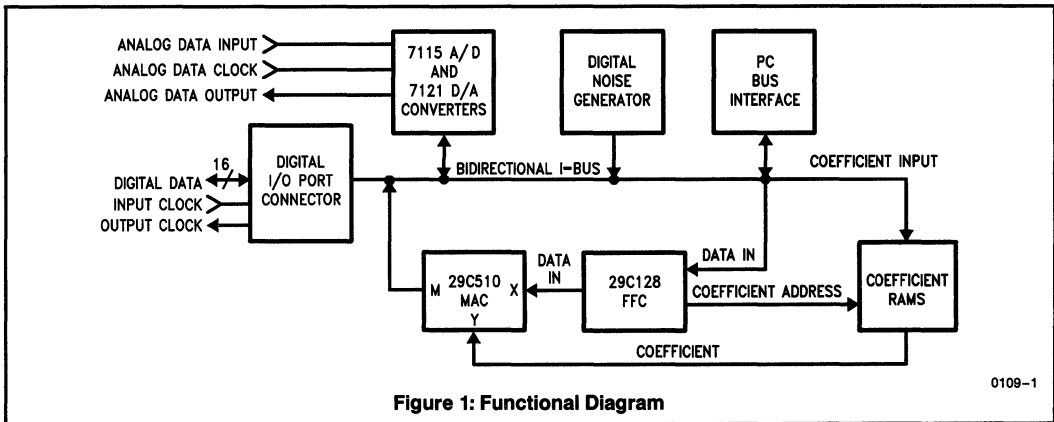 ANALOG DATA INPUT
ANALOG DATA CLOCK
ANALOG DATA OUTPUT
7115 A/D
AND
7121 D/A
CONVERTERS
DIGITAL
NOISE
GENERATOR
PC
BUS
INTERFACE
16
DIGITAL DATA
INPUT CLOCK
OUTPUT CLOCK
DIGITAL
I/O PORT
CONNECTOR
BIDIRECTIONAL I-BUS
COEFFICIENT INPUT
M 29C510 X
MAC
Y
DATA
IN
29C128
FFC
DATA IN
COEFFICIENT ADDRESS
COEFFICIENT
RAMS
COEFFICIENT
0109-1
Figure 1: Functional Diagram